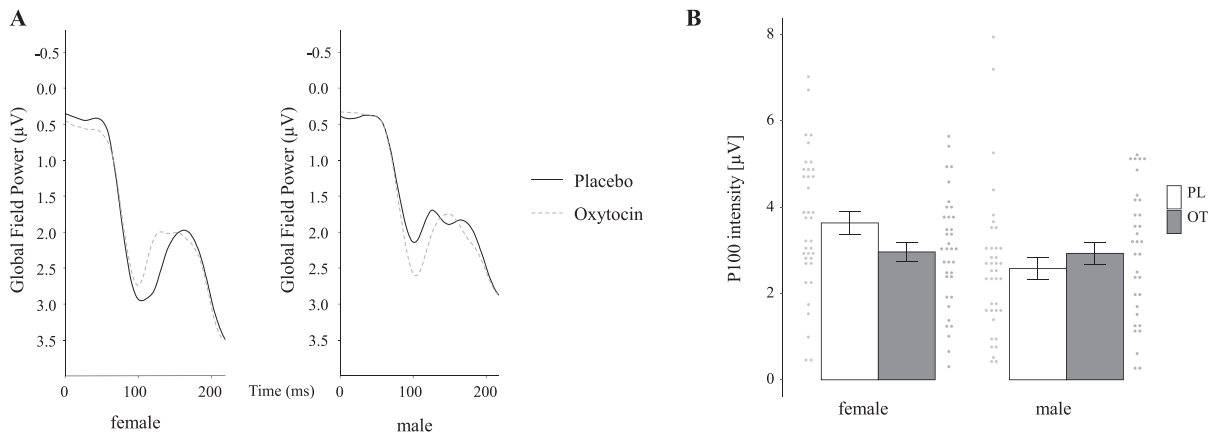 A
-0.5
0.0
0.5
1.0
1.5
2.0
2.5
3.0
3.5
Global Field Power (µV)
0
100
200
female
Time (ms)
-0.5
0.0
0.5
1.0
1.5
2.0
2.5
3.0
3.5
Global Field Power (µV)
0
100
200
male
Placebo
Oxytocin
B
8
6
4
2
0
P100 intensity [µV]
female
male
PL
OT